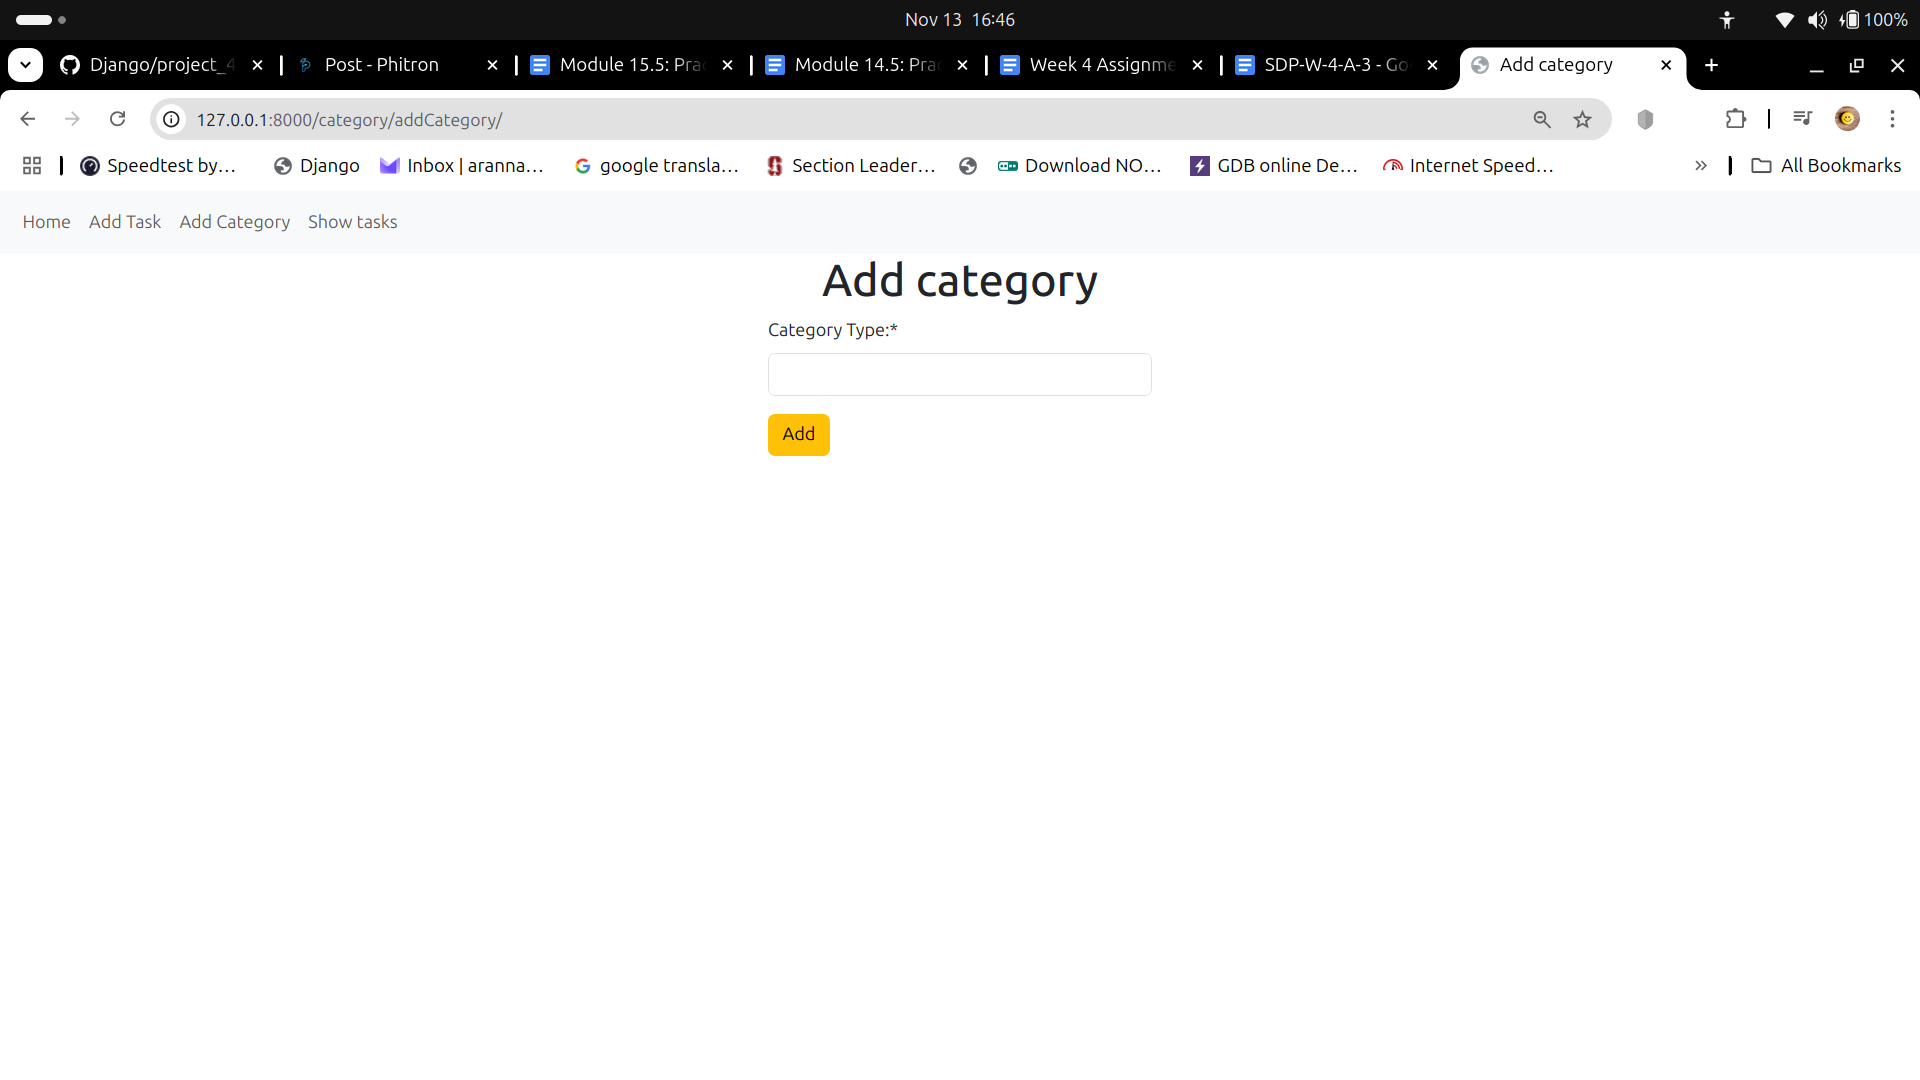 Nov 13 16:46
100%
Django/project_4
Post - Phitron
Module 15.5: Prac
Module 14.5: Prac
Week 4 Assignme
SDP-W-4-A-3 - Go
Add category
127.0.0.1:8000/category/addCategory/
Speedtest by...
Django
Inbox | aranna...
google transla...
Section Leader...
Download NO...
GDB online De...
Internet Speed...
All Bookmarks
Home Add Task Add Category Show tasks
Add category
Category Type:*
Add